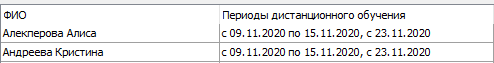 ФИО Периоды дистанционного обучения
Алекперова Алиса с 09.11.2020 по 15.11.2020, с 23.11.2020
Андреева Кристина с 09.11.2020 по 15.11.2020, с 23.11.2020